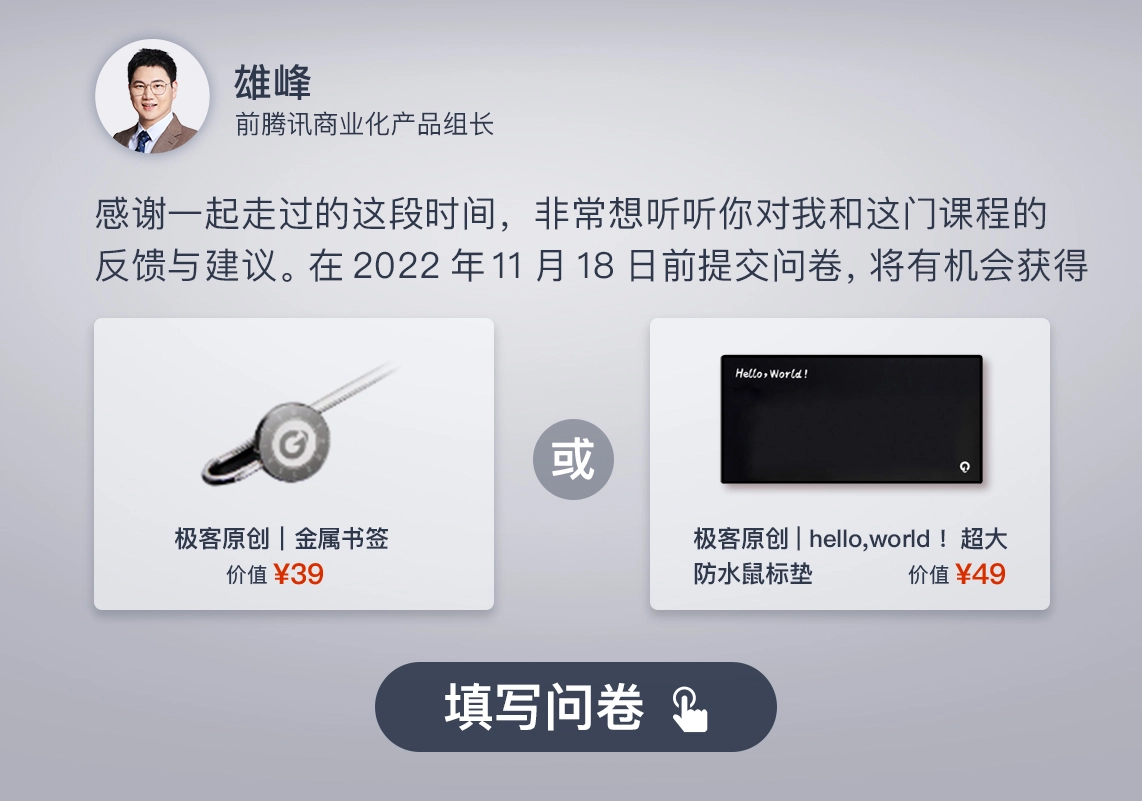 雄峰
前腾讯商业化产品组长
感谢一起走过的这段时间，非常想听听你对我和这门课程的
反馈与建议。在 2022 年 11 月 18 日前提交问卷，将有机会获得
极客原创｜金属书签
价值 ¥39
或
Hello,World!
极客原创 | hello,world！超大
防水鼠标垫 价值 ¥49
填写问卷